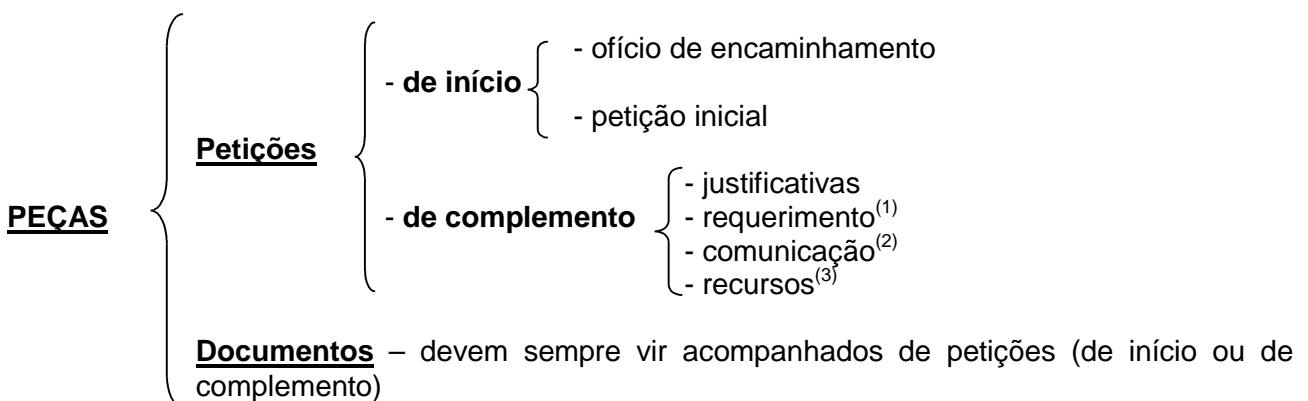 - ofício de encaminhamento
- de início
- petição inicial
Petições
- justificativas
PEÇAS
- de complemento
- requerimento(1)
- comunicação(2)
- recursos(3)
Documentos – devem sempre vir acompanhados de petições (de início ou de
complemento)